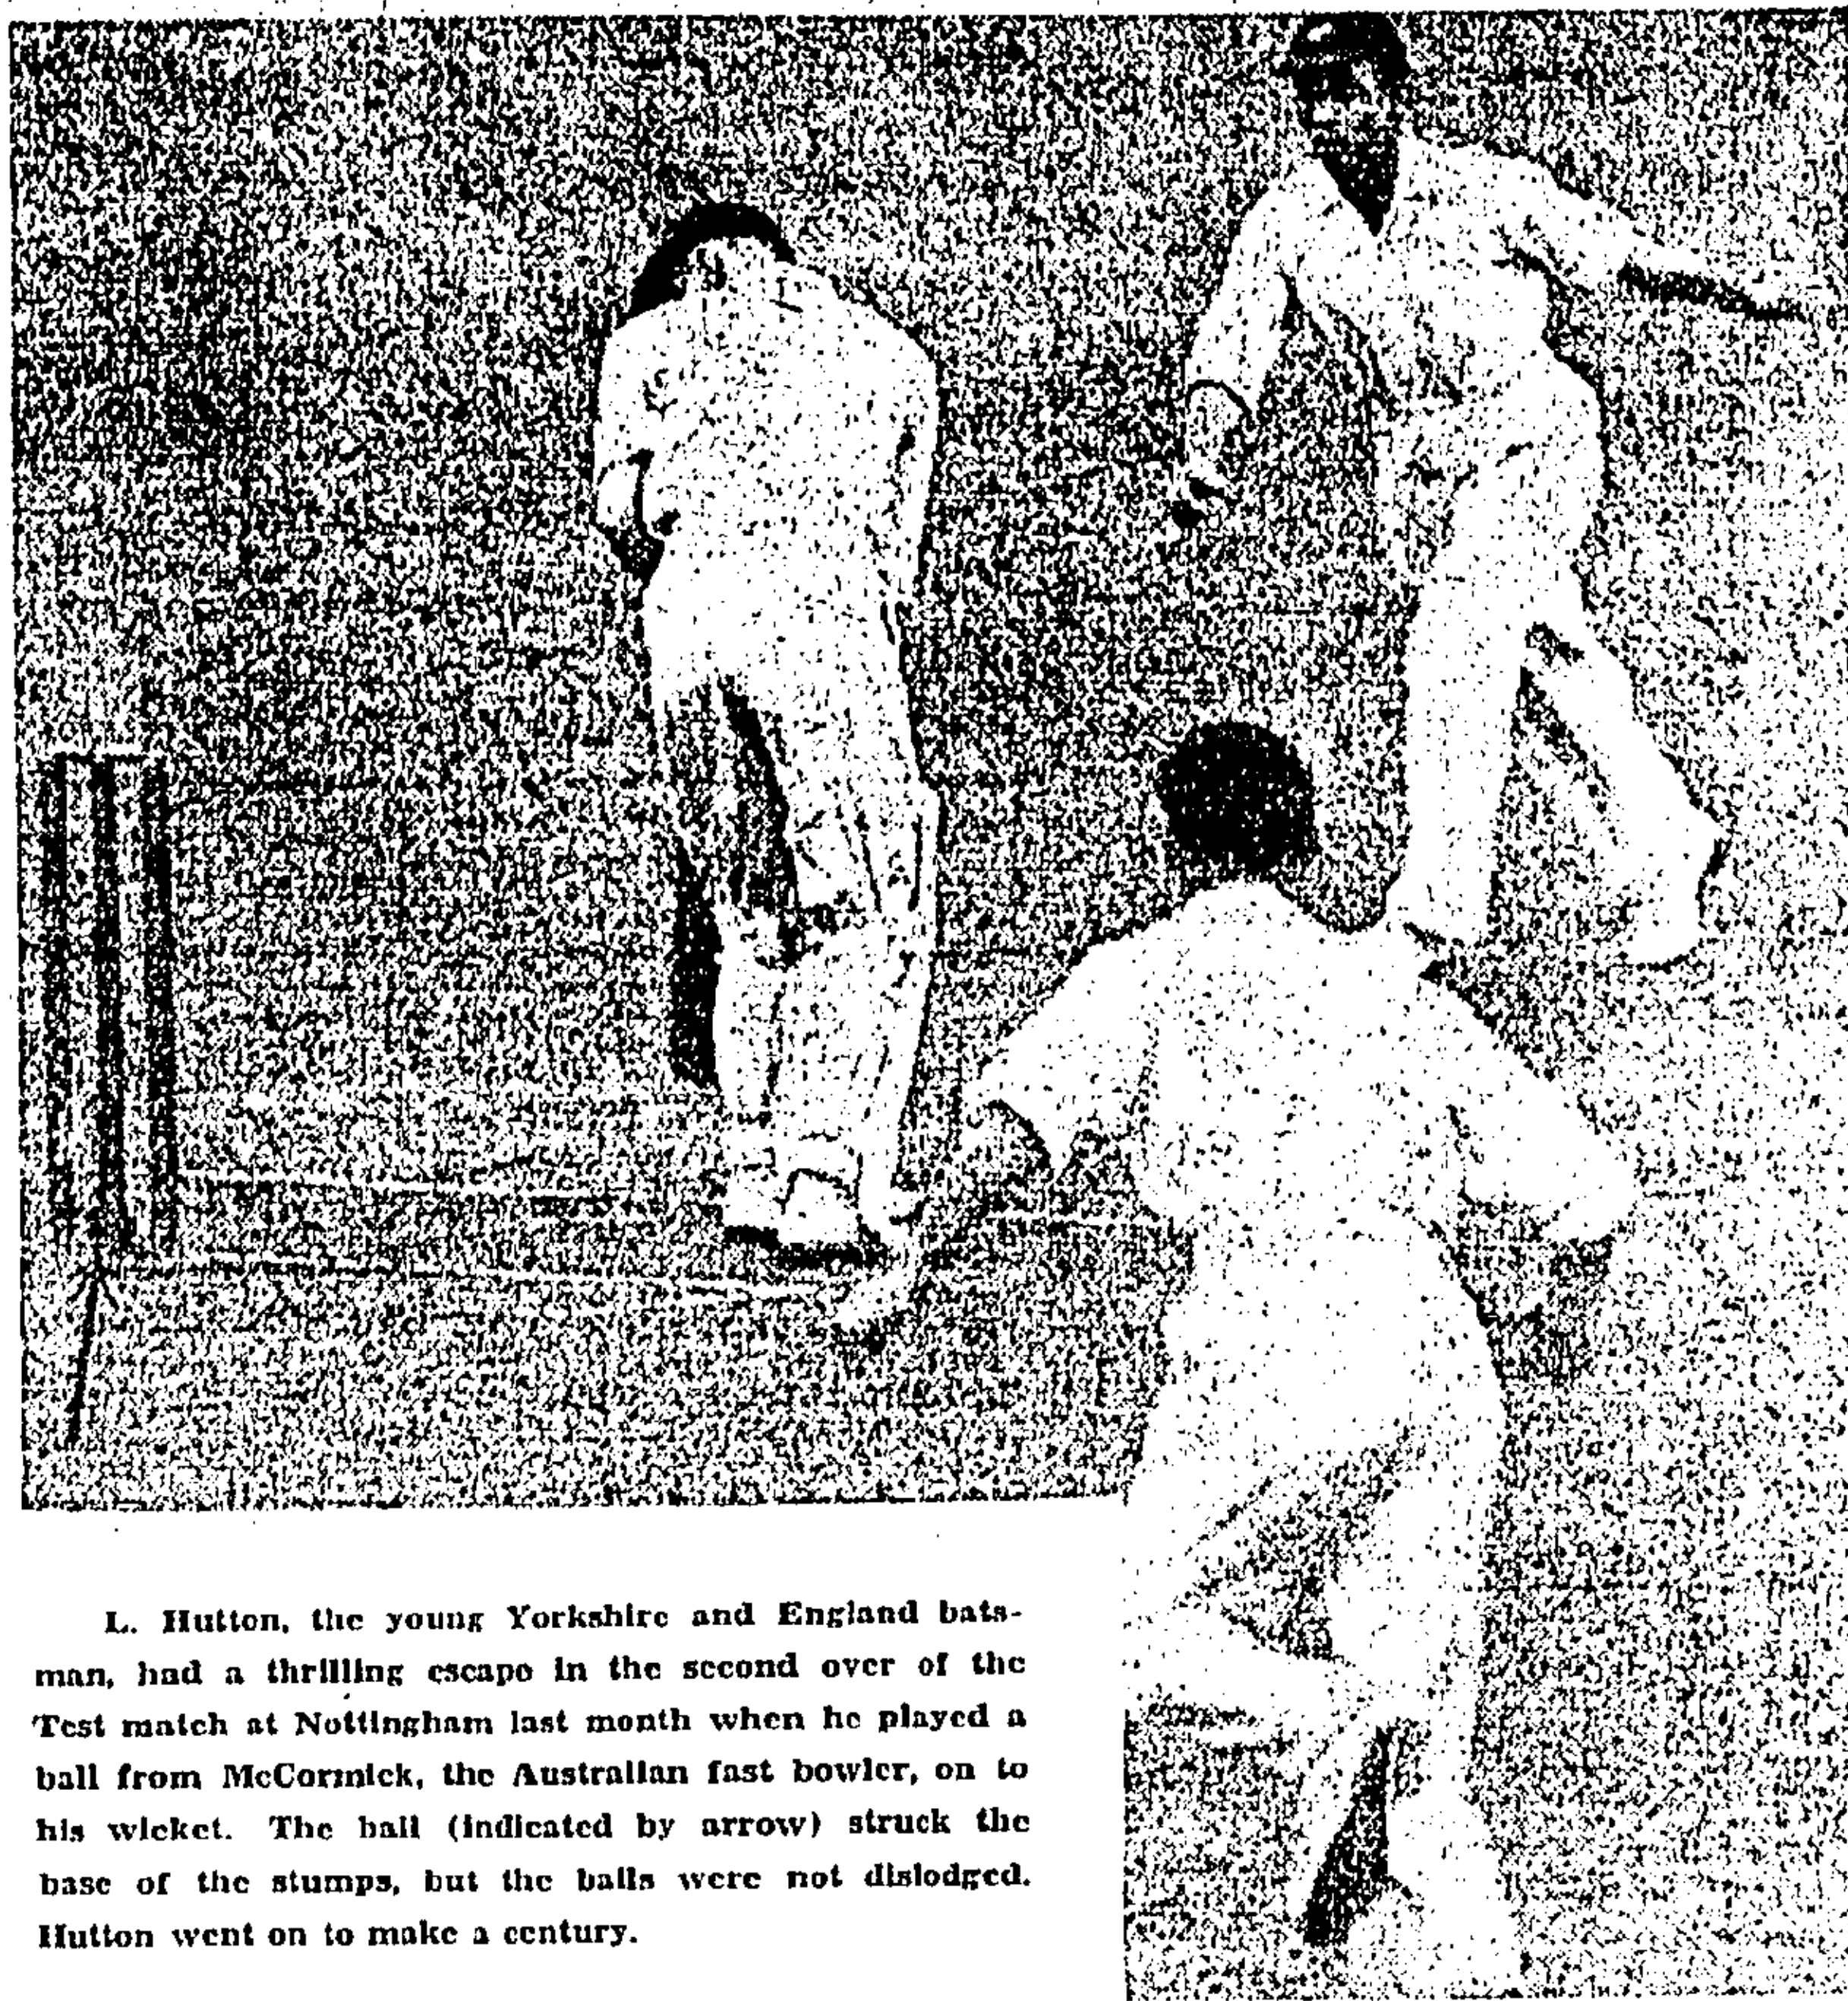 L. Hutton, the young Yorkshire and England bats-
man, had a thrilling escape in the second over of the
Test match at Nottingham last month when he played a
ball from McCormick, the Australian fast bowler, on to
his wicket. The ball (indicated by arrow) struck the
base of the stumps, but the bails were not dislodged.
Hutton went on to make a century.